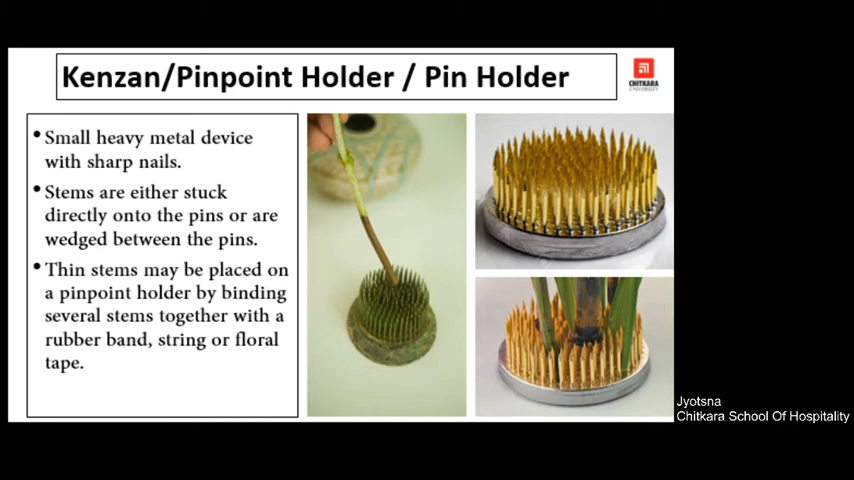 Kenzan/Pinpoint Holder / Pin Holder
CHITKARA
UNIVERSITY
•Small heavy metal device
with sharp nails.
•Stems are either stuck
directly onto the pins or are
wedged between the pins.
•Thin stems may be placed on
a pinpoint holder by binding
several stems together with a
rubber band, string or floral
tape.
Jyotsna
Chitkara School Of Hospitality